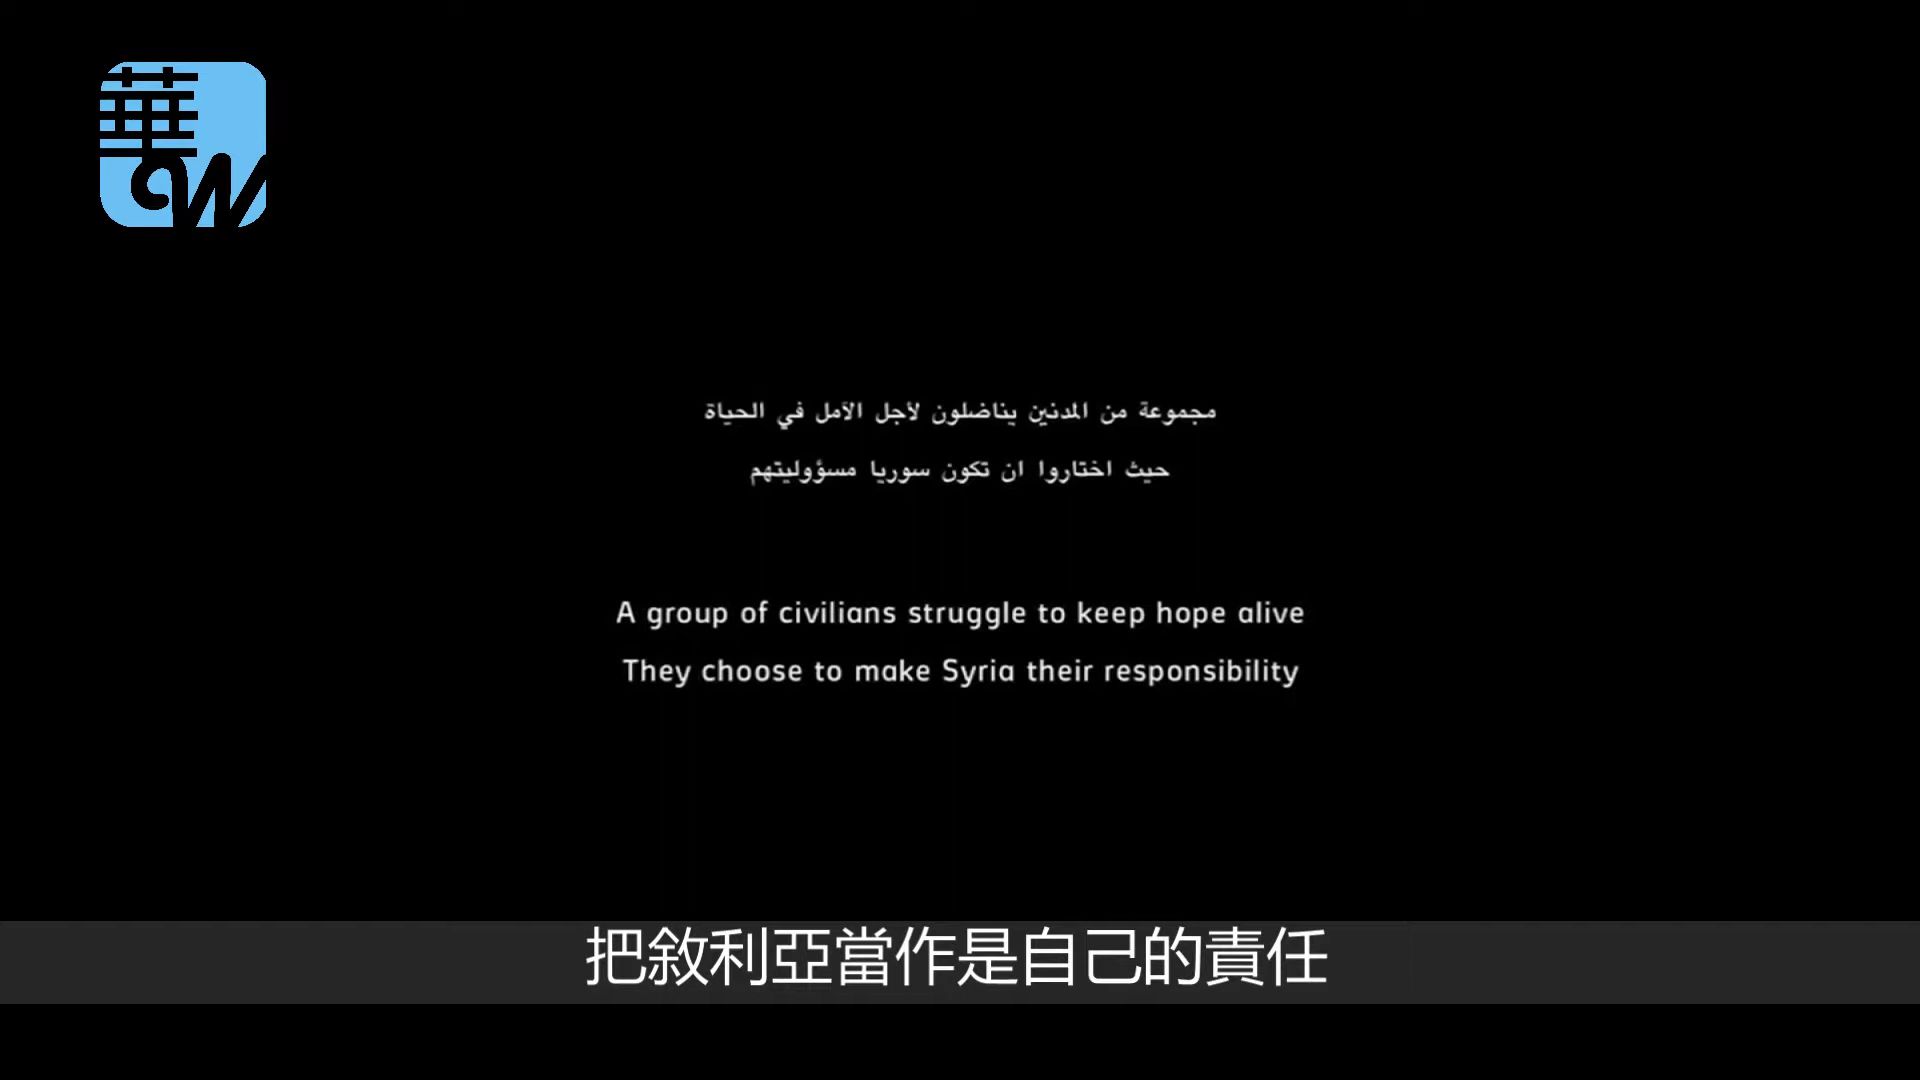 華
cw
مجموعة من المدنين يناضلون لأجل الآمل في الحياة
حيث اختاروا ان تكون سوريا مسؤوليتهم
A group of civilians struggle to keep hope alive
They choose to make Syria their responsibility
把敘利亞當作是自己的責任